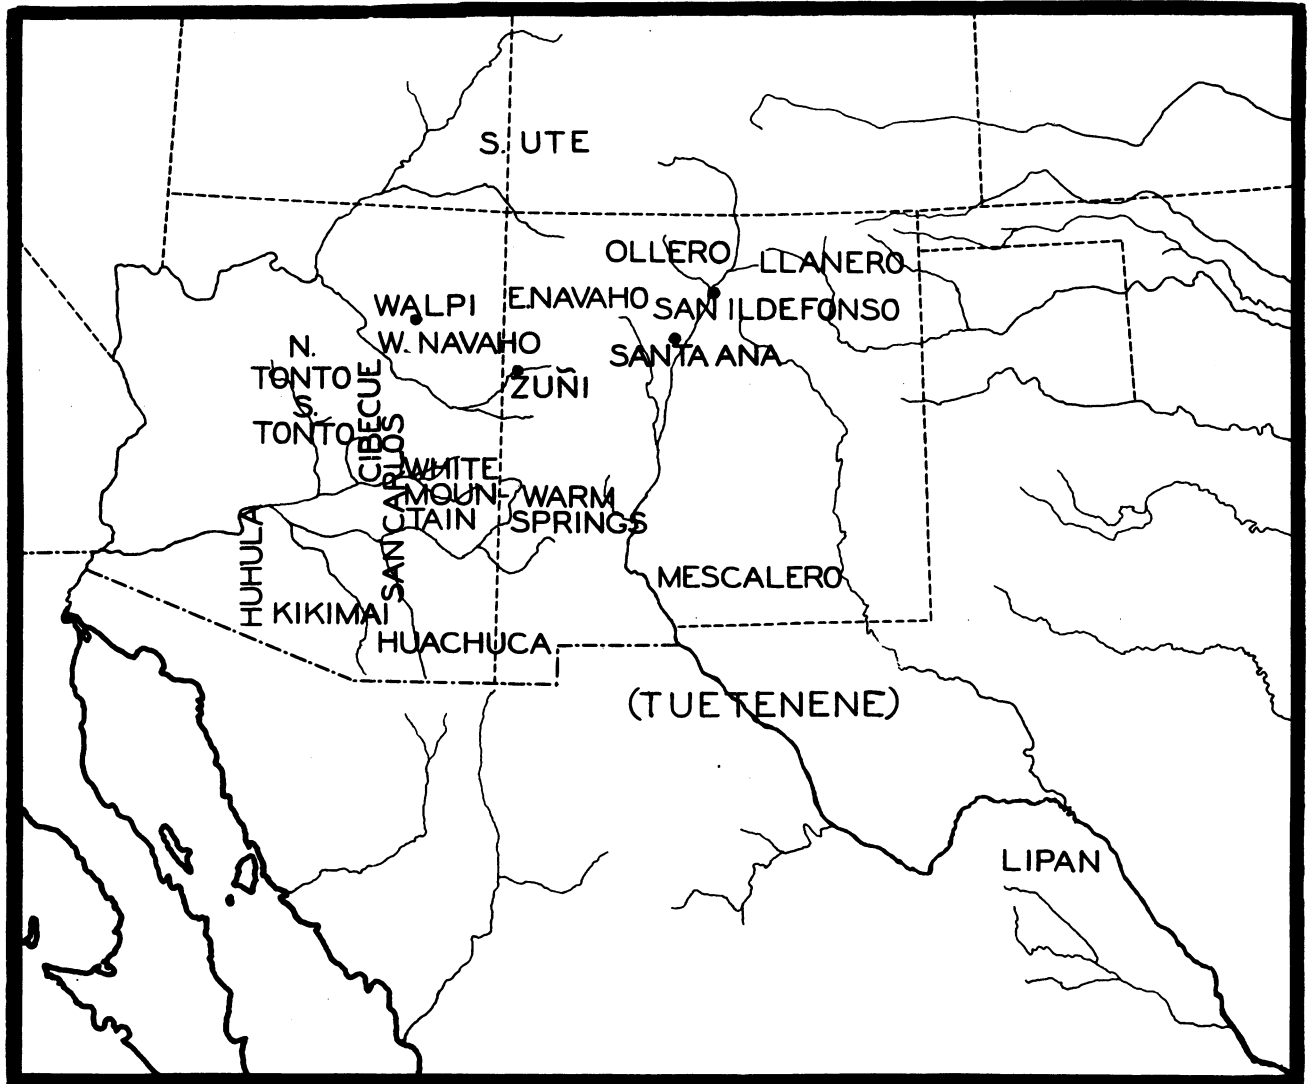 S. UTE
OLLERO
LLANERO
WALPI
E.NAVAHO
SAN ILDEFONSO
W. NAVAHO
SANTA ANA
N.
TONTO
ZUÑI
S.
TONTO
CIBECUE
SAN CARLOS
WHITE
MOUN-
TAIN
WARM
SPRINGS
HUHULA
KIKIMAI
MESCALERO
HUACHUCA
(TUETENENE)
LIPAN